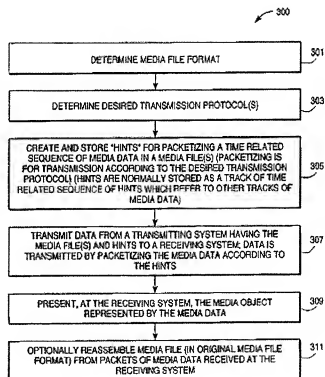 300
DETERMINE MEDIA FILE FORMAT
301
DETERMINE DESIRED TRANSMISSION PROTOCOL(S)
303
CREATE AND STORE "HINTS" FOR PACKETIZING A TIME RELATED
SEQUENCE OF MEDIA DATA IN A MEDIA FILE(S) (PACKETIZING IS
FOR TRANSMISSION ACCORDING TO THE DESIRED TRANSMISSION
PROTOCOL) (HINTS ARE NORMALLY STORED AS A TRACK OF TIME
RELATED SEQUENCE OF HINTS WHICH REFER TO OTHER TRACKS OF
MEDIA DATA)
305
TRANSMIT DATA FROM A TRANSMITTING SYSTEM HAVING THE
MEDIA FILE(S) AND HINTS TO A RECEIVING SYSTEM; DATA IS
TRANSMITTED BY PACKETIZING THE MEDIA DATA ACCORDING TO
THE HINTS
307
PRESENT, AT THE RECEIVING SYSTEM, THE MEDIA OBJECT
REPRESENTED BY THE MEDIA DATA
309
OPTIONALLY REASSEMBLE MEDIA FILE (IN ORIGINAL MEDIA FILE
FORMAT) FROM PACKETS OF MEDIA DATA RECEIVED AT THE
RECEIVING SYSTEM
311